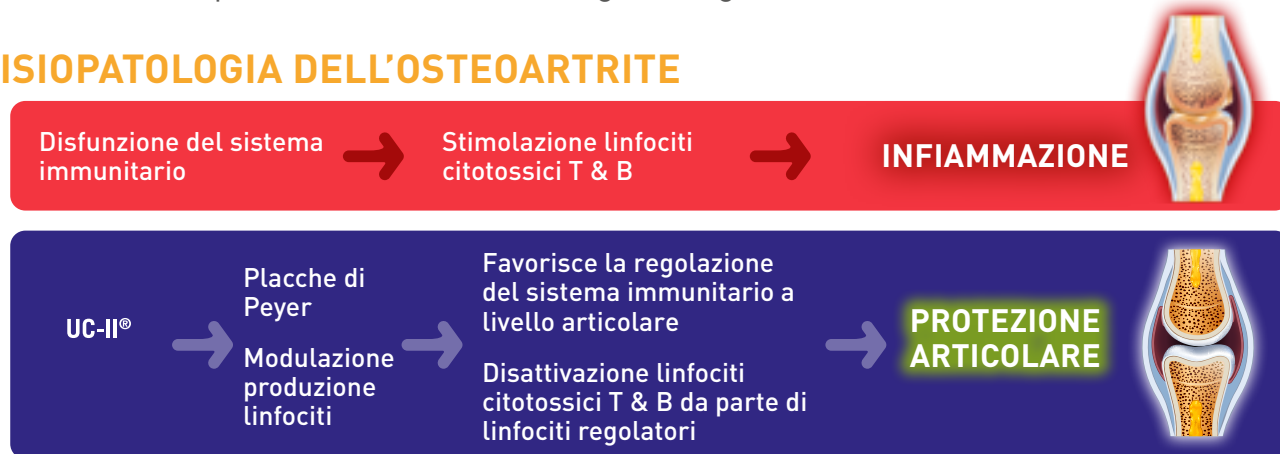 ISIOPATOLOGIA DELL'OSTEOARTRITE
Disfunzione del sistema
immunitario
Stimolazione linfociti
citotossici T & B
INFIAMMAZIONE
UC-II®
Placche di
Peyer
Modulazione
produzione
linfociti
Favorisce la regolazione
del sistema immunitario a
livello articolare
Disattivazione linfociti
citotossici T & B da parte di
linfociti regolatori
PROTEZIONE
ARTICOLARE